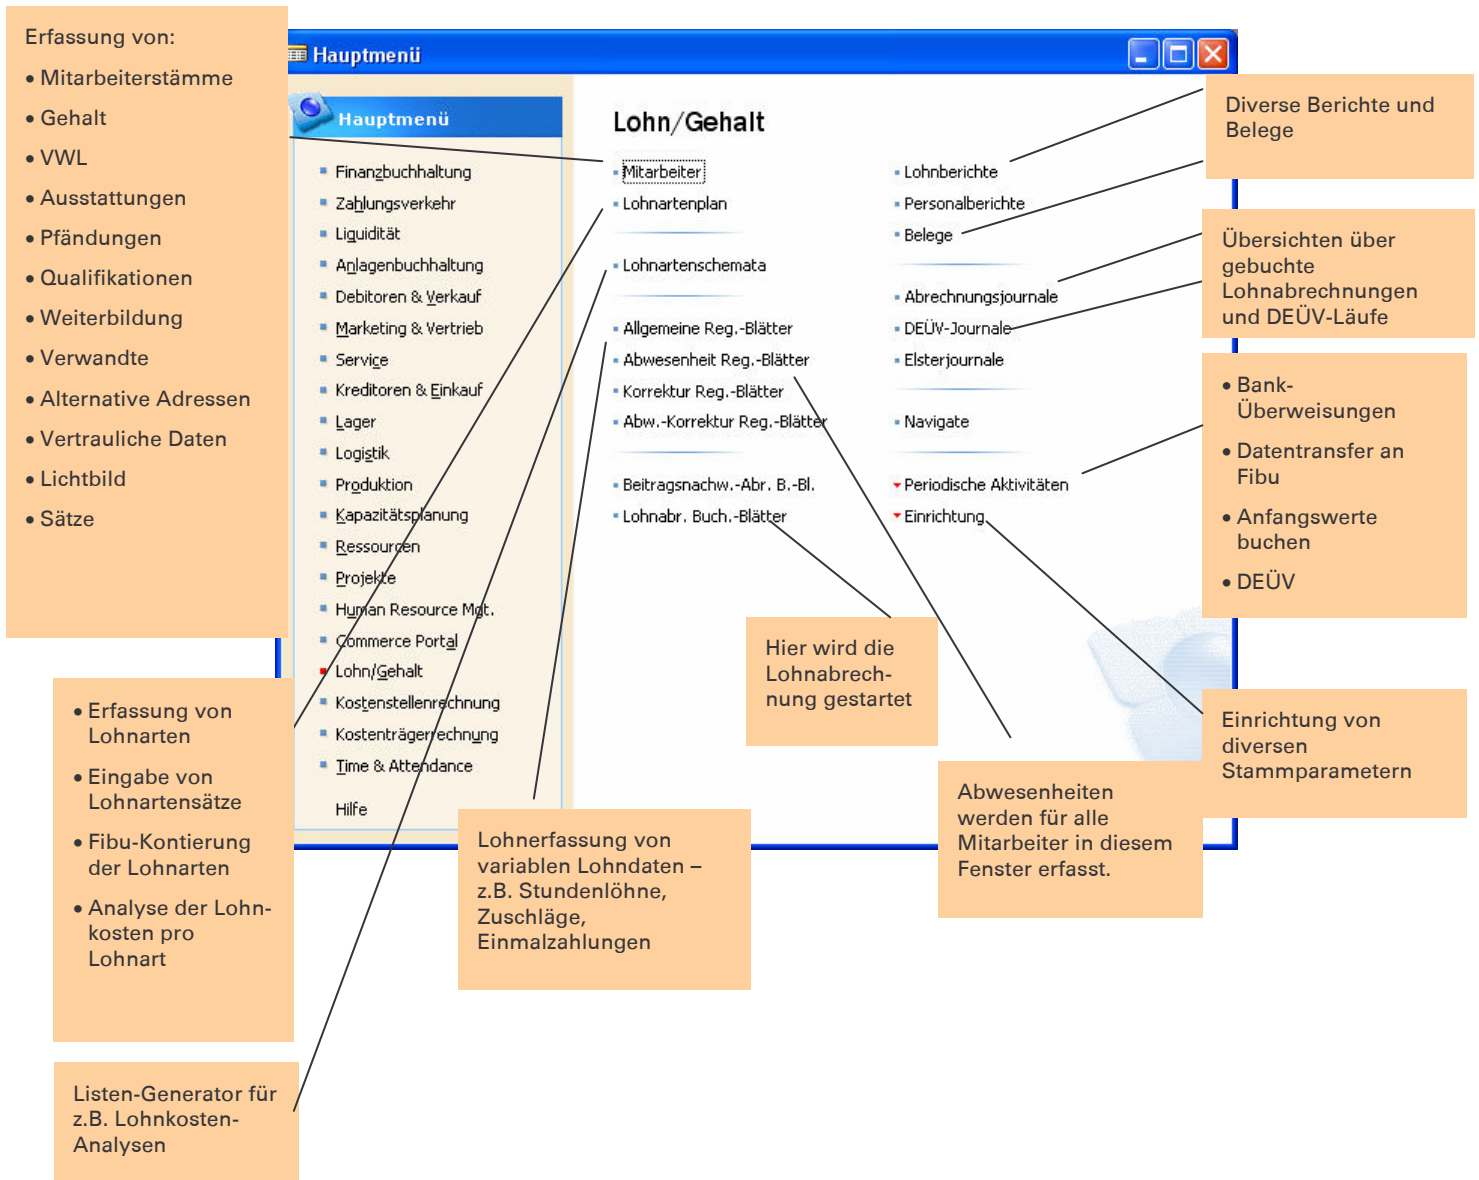 Erfassung von:
• Mitarbeiterstämme
• Gehalt
• VWL
• Ausstattungen
• Pfändungen
• Qualifikationen
• Weiterbildung
• Verwandte
• Alternative Adressen
• Vertrauliche Daten
• Lichtbild
• Sätze
Hauptmenü
Hauptmenü
Finanzbuchhaltung
Zahlungsverkehr
Liquidität
Anlagenbuchhaltung
Debitoren & Verkauf
Marketing & Vertrieb
Service
Kreditoren & Einkauf
Lager
Logistik
Produktion
Kapazitätsplanung
Ressourcen
Projekte
Human Resource Mgt.
Commerce Portal
Lohn/Gehalt
Kostenstellenrechnung
Kostenträgerrechnung
Time & Attendance
Hilfe
Lohn/Gehalt
Mitarbeiter
Lohnartenplan
Lohnartenschemata
Allgemeine Reg.-Blätter
Abwesenheit Reg.-Blätter
Korrektur Reg.-Blätter
Abw.-Korrektur Reg.-Blätter
Beitragsnachw.-Abr. B.-Bl.
Lohnabr. Buch.-Blätter
Lohnberichte
Personalberichte
Belege
Abrechnungsjournale
DEÜV-Journale
Elsterjournale
Navigate
Periodische Aktivitäten
Einrichtung
Diverse Berichte und
Belege
Übersichten über
gebuchte
Lohnabrechnungen
und DEÜV-Läufe
• Bank-
Überweisungen
• Datentransfer an
Fibu
• Anfangswerte
buchen
• DEÜV
Einrichtung von
diversen
Stammparametern
Hier wird die
Lohnabrech-
nung gestartet
Abwesenheiten
werden für alle
Mitarbeiter in diesem
Fenster erfasst.
Lohnerfassung von
variablen Lohndaten –
z.B. Stundenlöhne,
Zuschläge,
Einmalzahlungen
• Erfassung von
Lohnarten
• Eingabe von
Lohnartensätze
• Fibu-Kontierung
der Lohnarten
• Analyse der Lohn-
kosten pro
Lohnart
Listen-Generator für
z.B. Lohnkosten-
Analysen